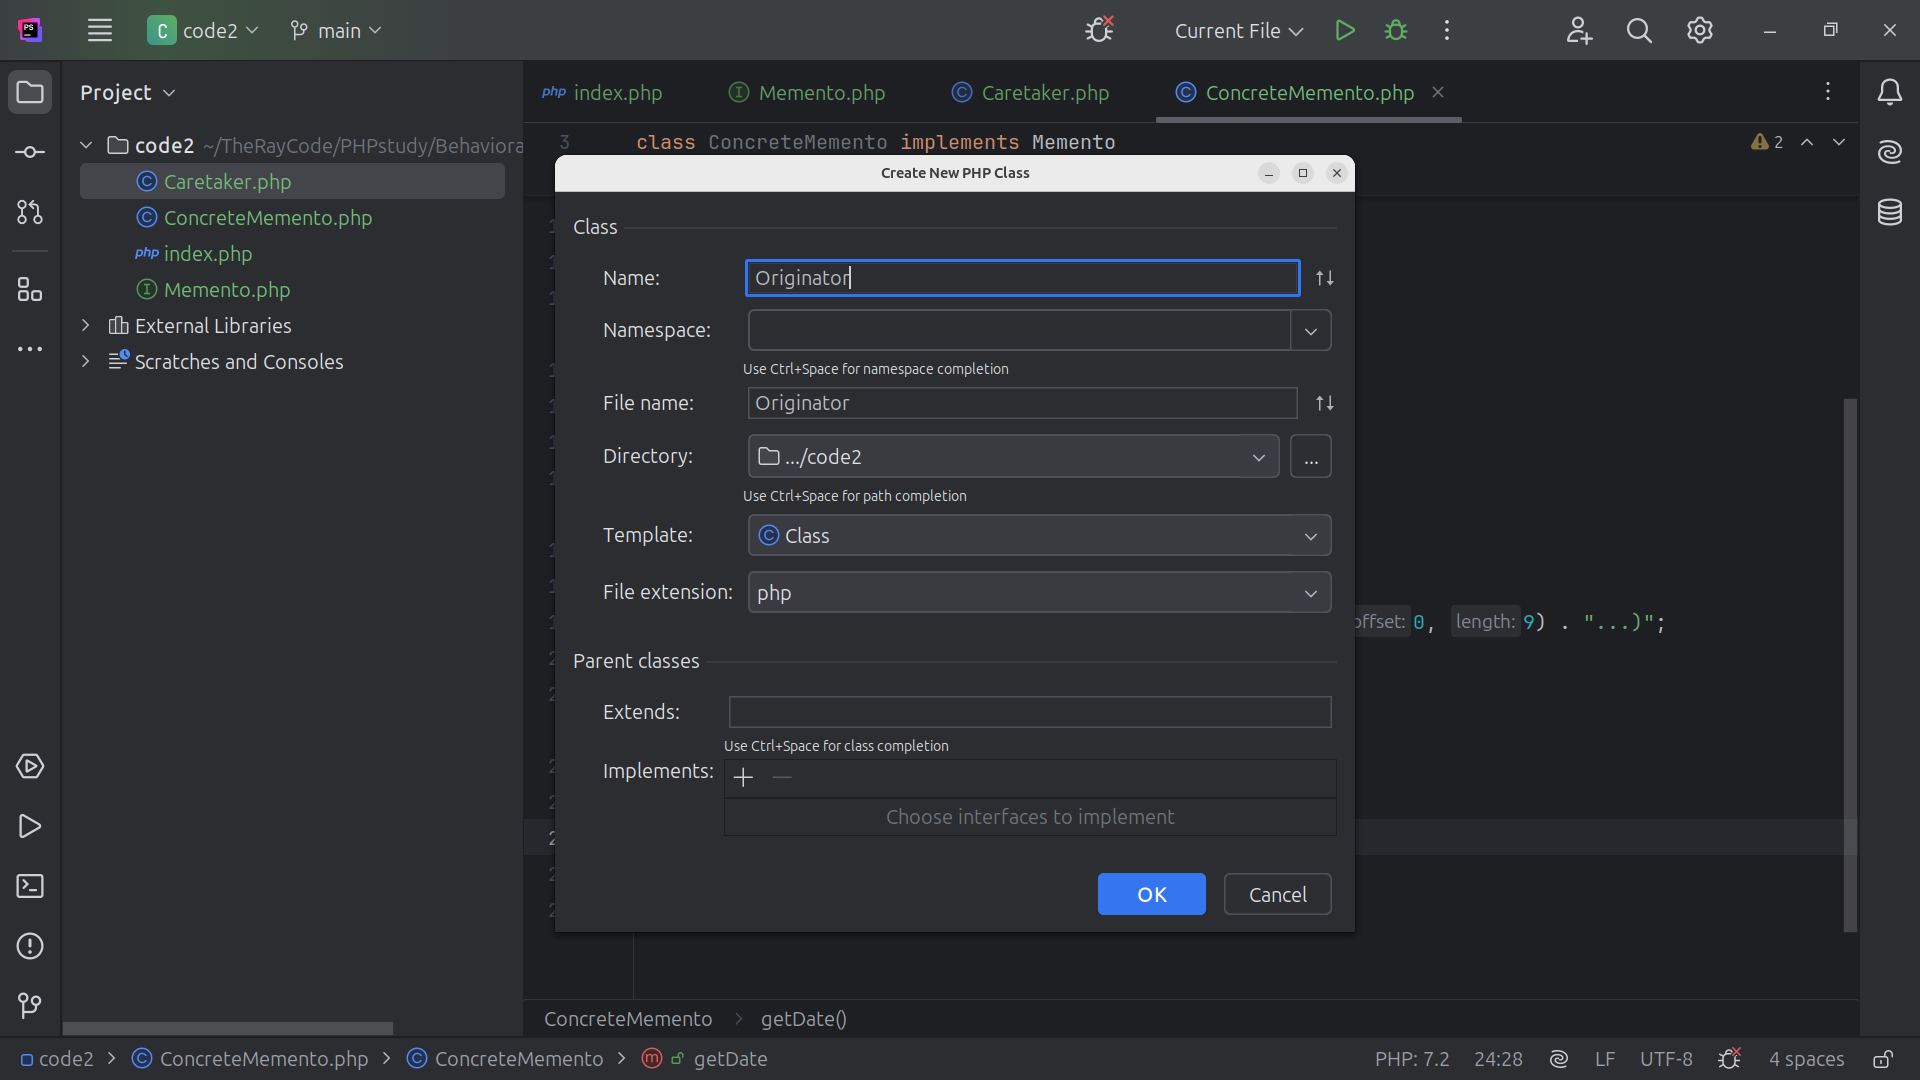 PS
C code2
main
Current File
Project
php index.php
I Memento.php
C Caretaker.php
C ConcreteMemento.php
code2 ~/TheRayCode/PHPstudy/Behaviora
C Caretaker.php
C ConcreteMemento.php
php index.php
I Memento.php
External Libraries
Scratches and Consoles
3 class ConcreteMemento implements Memento
2
Create New PHP Class
Class
Name: Originator
Namespace:
Use Ctrl+Space for namespace completion
File name: Originator
Directory: .../code2 ...
Use Ctrl+Space for path completion
Template: C Class
File extension: php
offset: 0, length: 9) . "...)";
Parent classes
Extends:
Use Ctrl+Space for class completion
Implements:
Choose interfaces to implement
OK Cancel
ConcreteMemento > getDate()
code2 > C ConcreteMemento.php > C ConcreteMemento > m getDate
PHP: 7.2 24:28 LF UTF-8 4 spaces